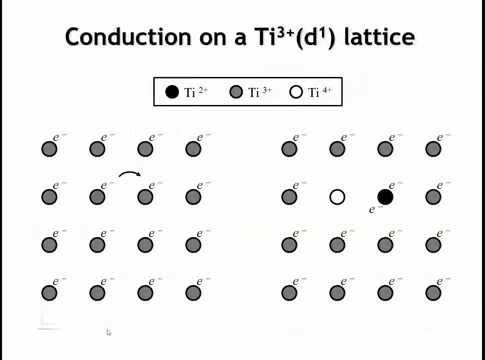 Conduction on a Ti³⁺(d¹) lattice
Ti ²⁺ Ti ³⁺ Ti ⁴⁺
e⁻ e⁻ e⁻ e⁻ e⁻ e⁻ e⁻ e⁻
e⁻ e⁻ e⁻ e⁻ e⁻ e⁻ e⁻
e⁻
e⁻ e⁻ e⁻ e⁻ e⁻ e⁻ e⁻ e⁻
e⁻ e⁻ e⁻ e⁻ e⁻ e⁻ e⁻ e⁻